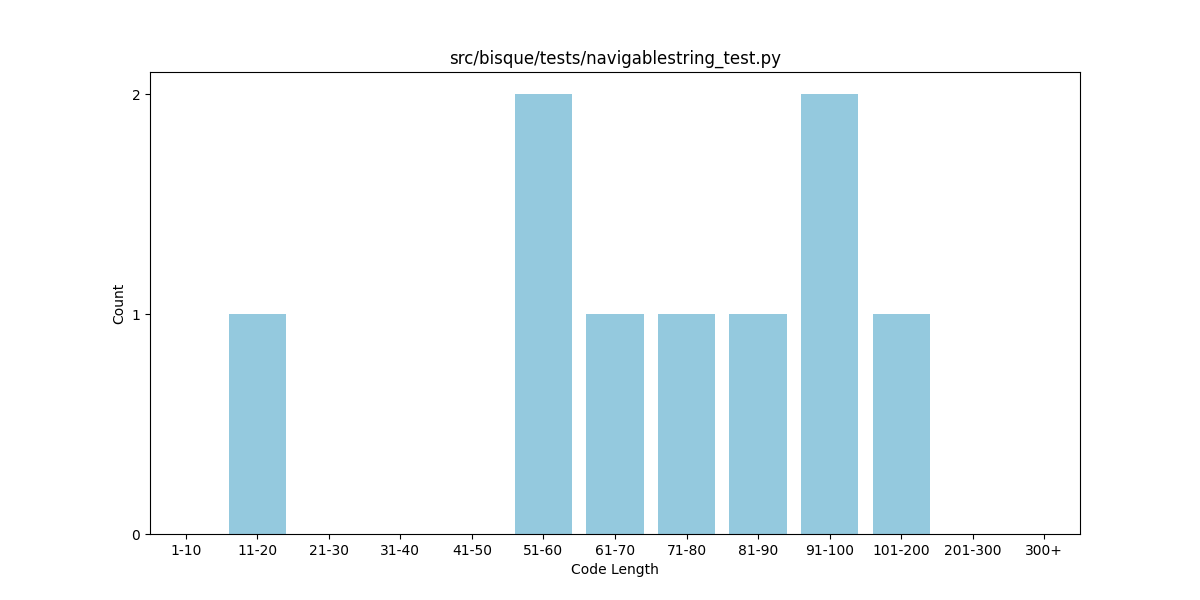 src/bisque/tests/navigablestring_test.py
Count
2
1
0
1-10 11-20 21-30 31-40 41-50 51-60 61-70 71-80 81-90 91-100 101-200 201-300 300+
Code Length